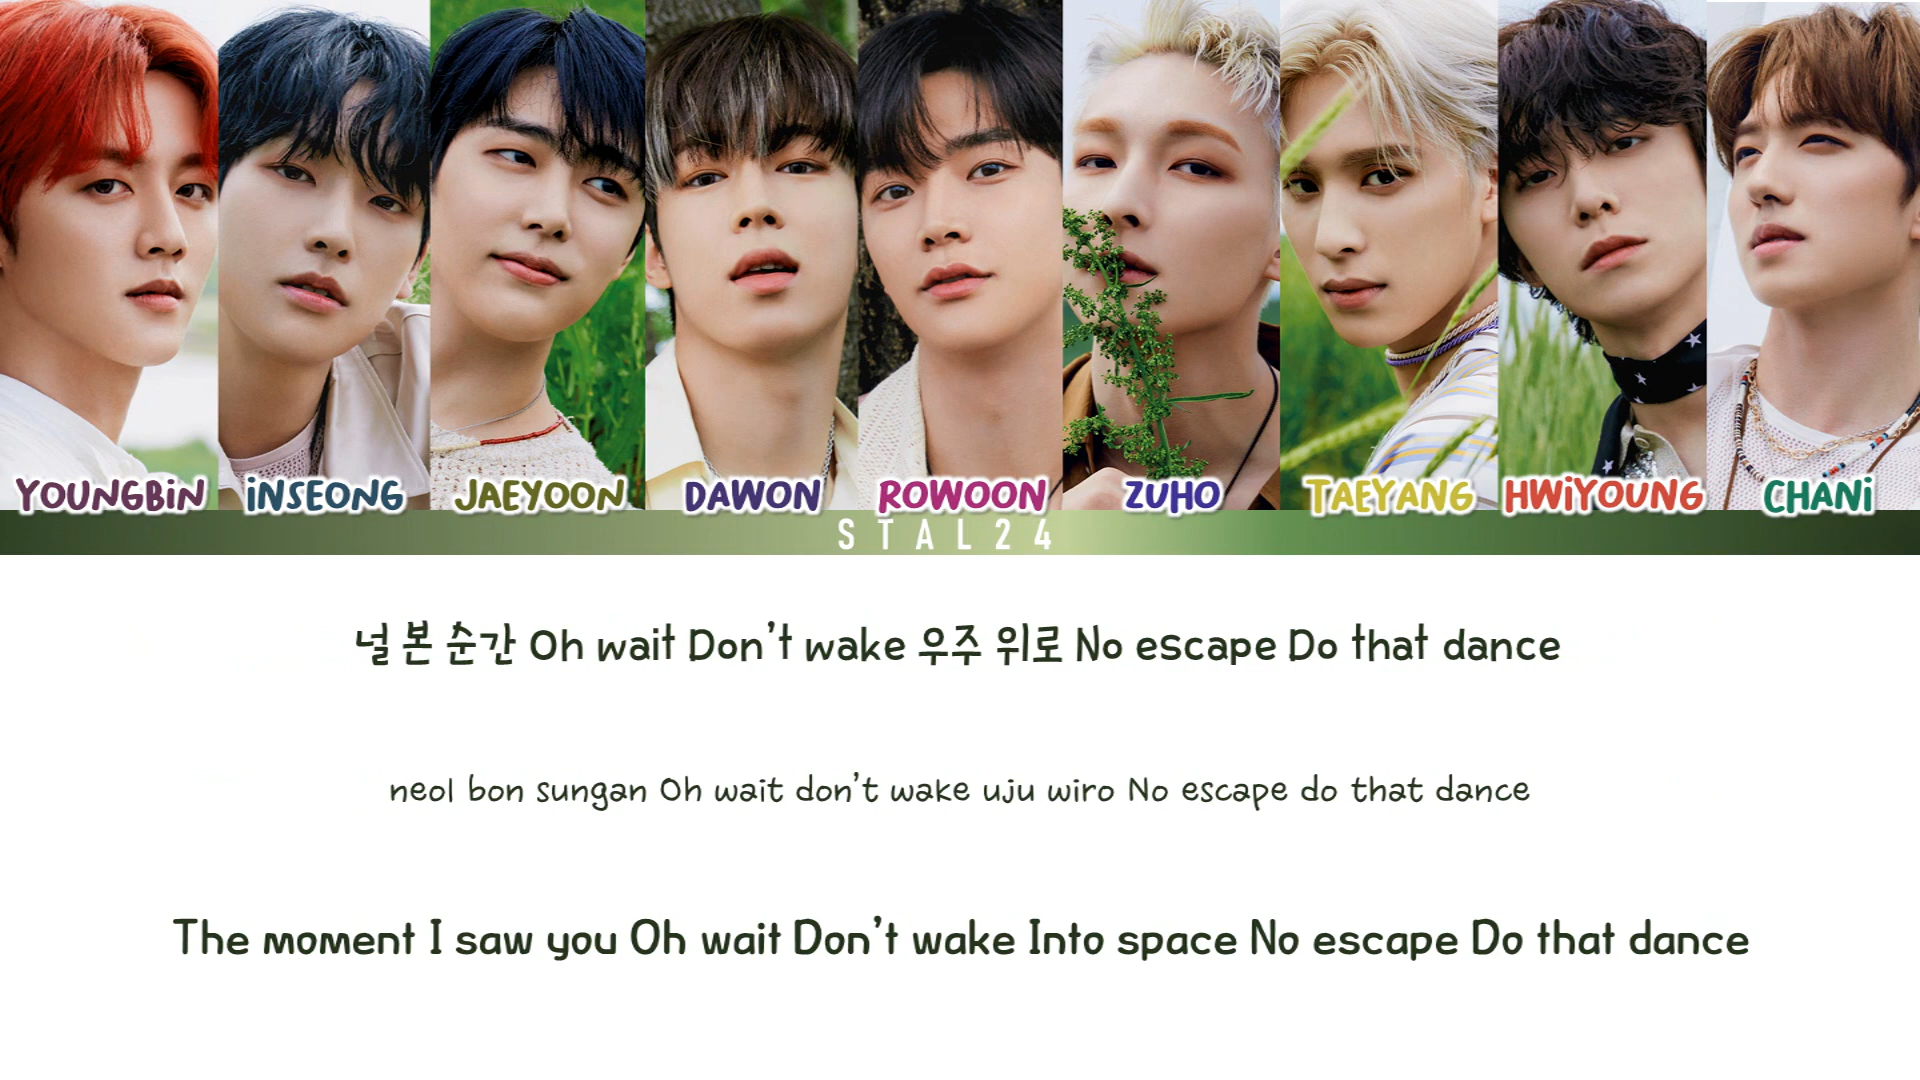 YOUNGBiN iNSEONG JAEYOON DAWON ROWOON ZUHO TAEYANG HWiYOUNG CHANi
STAL24
널 본 순간 Oh wait Don't wake 우주 위로 No escape Do that dance
neol bon sungan Oh wait don't wake uju wiro No escape do that dance
The moment I saw you Oh wait Don't wake Into space No escape Do that dance